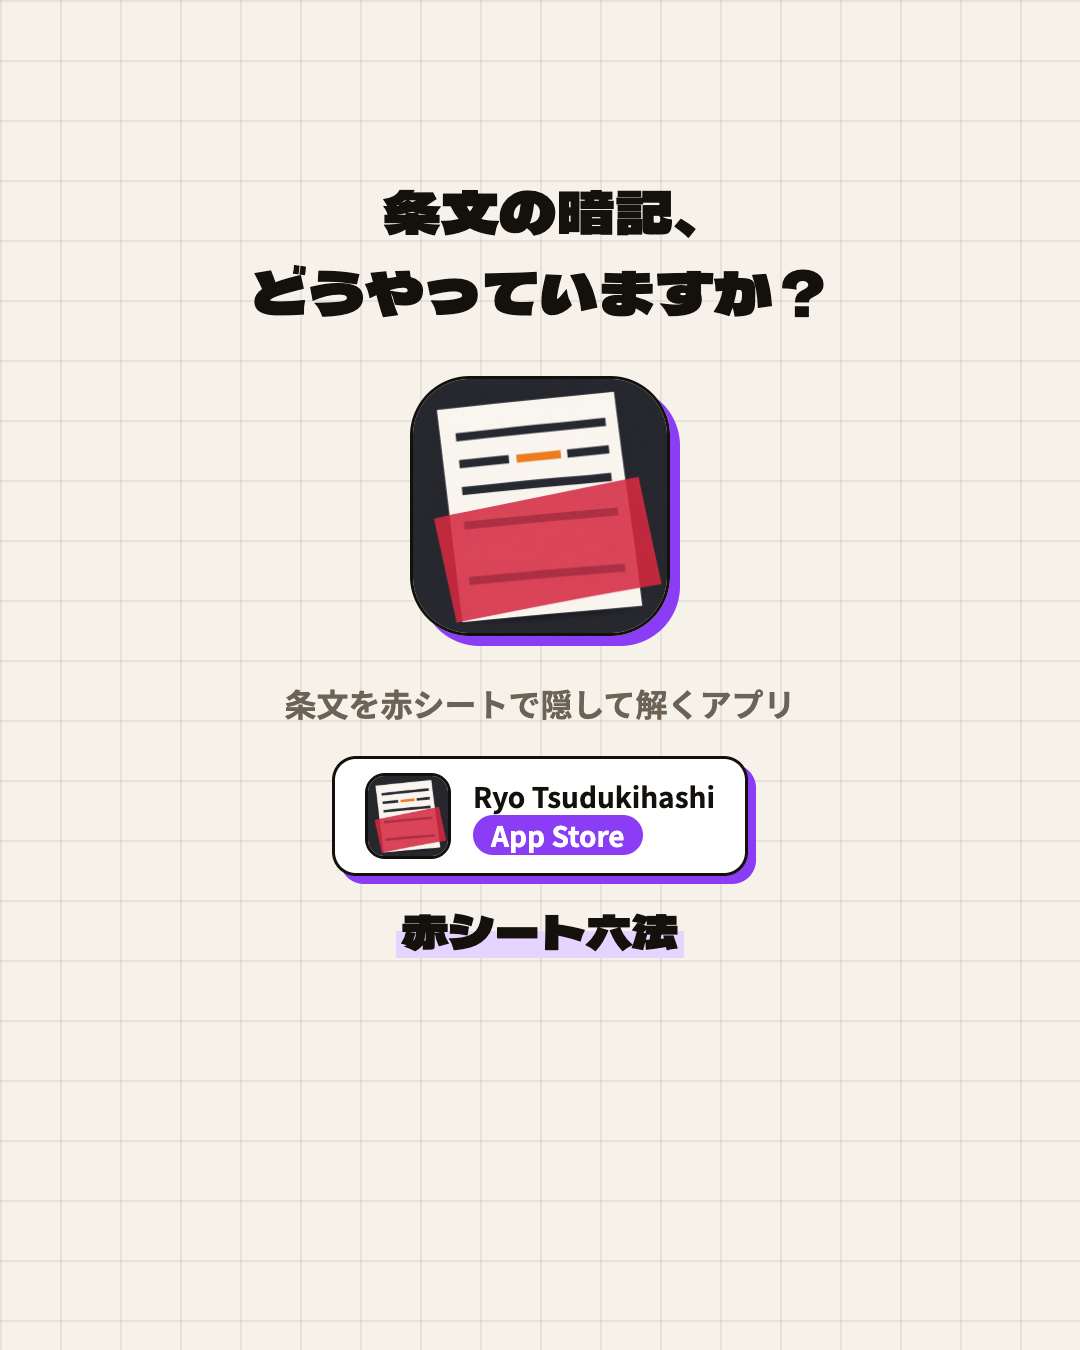 条文の暗記、
どうやっていますか？
条文を赤シートで隠して解くアプリ
Ryo Tsudukihashi
App Store
赤シート六法